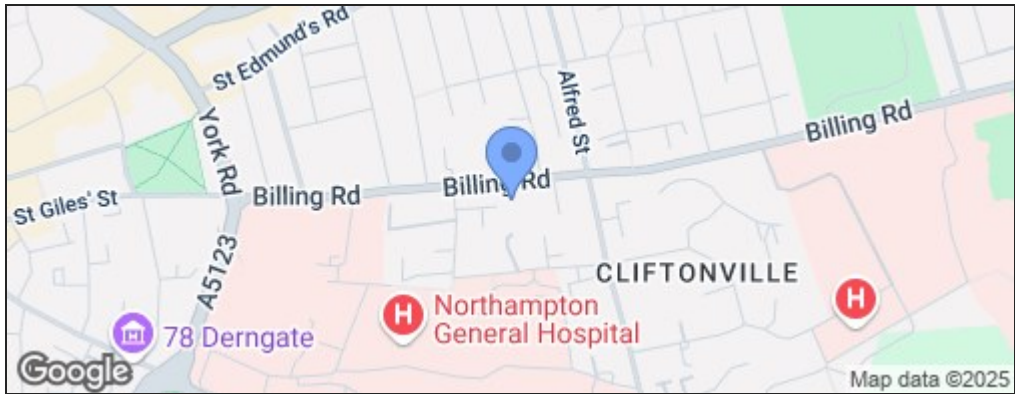 St Edmund's Rd
Alfred St
Billing Rd
York Rd
Billing Rd
Billing Rd
St Giles' St
A5123
CLIFTONVILLE
H
H
Northampton
General Hospital
78 Derngate
Google
Map data ©2025